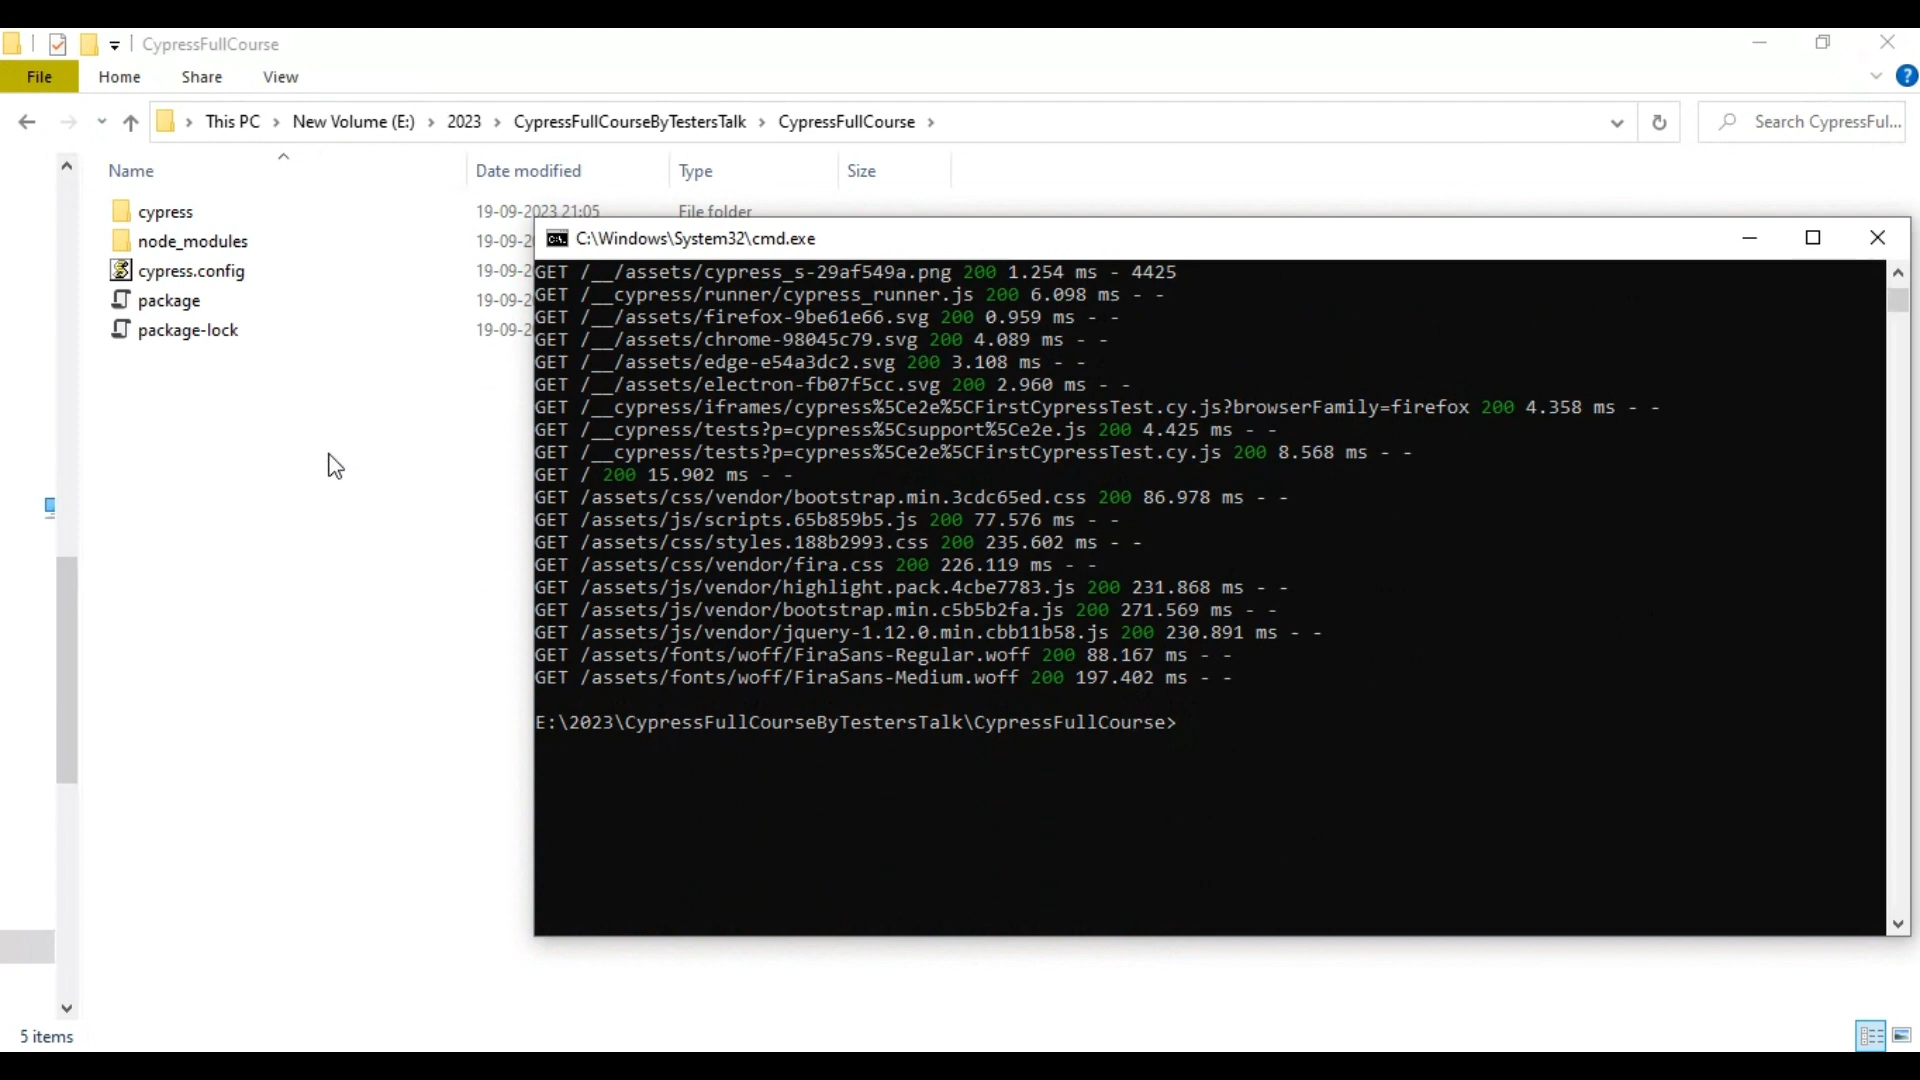 CypressFullCourse
File Home Share View
This PC > New Volume (E:) > 2023 > CypressFullCourseByTestersTalk > CypressFullCourse >
Search CypressFul...
Name Date modified Type Size
cypress 19-09-2023 21:05 File folder
node_modules 19-09-2
cypress.config 19-09-2
package 19-09-2
package-lock 19-09-2
C:\Windows\System32\cmd.exe
GET /__/assets/cypress_s-29af549a.png 200 1.254 ms - 4425
GET /__cypress/runner/cypress_runner.js 200 6.098 ms - -
GET /__/assets/firefox-9be61e66.svg 200 0.959 ms - -
GET /__/assets/chrome-98045c79.svg 200 4.089 ms - -
GET /__/assets/edge-e54a3dc2.svg 200 3.108 ms - -
GET /__/assets/electron-fb07f5cc.svg 200 2.960 ms - -
GET /__cypress/iframes/cypress%5Ce2e%5CFirstCypressTest.cy.js?browserFamily=firefox 200 4.358 ms - -
GET /__cypress/tests?p=cypress%5Csupport%5Ce2e.js 200 4.425 ms - -
GET /__cypress/tests?p=cypress%5Ce2e%5CFirstCypressTest.cy.js 200 8.568 ms - -
GET / 200 15.902 ms - -
GET /assets/css/vendor/bootstrap.min.3cdc65ed.css 200 86.978 ms - -
GET /assets/js/scripts.65b859b5.js 200 77.576 ms - -
GET /assets/css/styles.188b2993.css 200 235.602 ms - -
GET /assets/css/vendor/fira.css 200 226.119 ms - -
GET /assets/js/vendor/highlight.pack.4cbe7783.js 200 231.868 ms - -
GET /assets/js/vendor/bootstrap.min.c5b5b2fa.js 200 271.569 ms - -
GET /assets/js/vendor/jquery-1.12.0.min.cbb11b58.js 200 230.891 ms - -
GET /assets/fonts/woff/FiraSans-Regular.woff 200 88.167 ms - -
GET /assets/fonts/woff/FiraSans-Medium.woff 200 197.402 ms - -
E:\2023\CypressFullCourseByTestersTalk\CypressFullCourse>
5 items